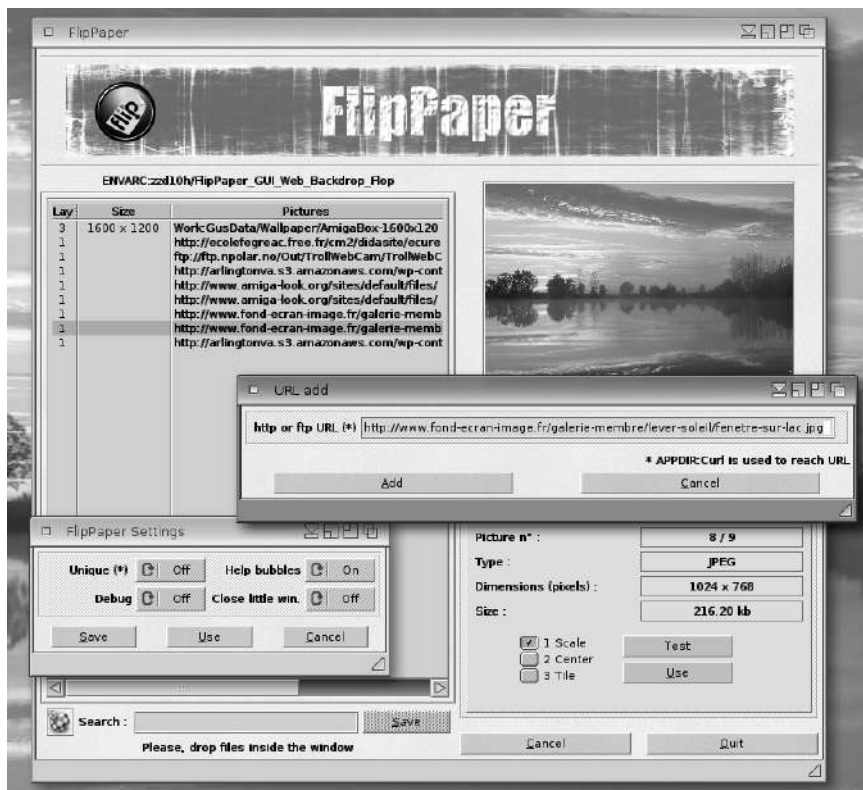 FlipPaper
flip
FlipPaper
ENVARC:zzd10h/FlipPaper_GUI_Web_Backdrop_Flop
Lay Size Pictures
3 1600 x 1200 Work:GusData/Wallpaper/AmigaBox-1600x120
1 http://ecolefegreac.free.fr/cm2/didasite/ecure
1 ftp://ftp.npolar.no/Out/TrollWebCam/TrollWebC
1 http://arlingtonva.s3.amazonaws.com/wp-cont
1 http://www.amiga-look.org/sites/default/files/
1 http://www.amiga-look.org/sites/default/files/
1 http://www.fond-ecran-image.fr/galerie-memb
1 http://www.fond-ecran-image.fr/galerie-memb
1 http://arlingtonva.s3.amazonaws.com/wp-cont
URL add
http or ftp URL (*) http://www.fond-ecran-image.fr/galerie-membre/lever-soleil/fenetre-sur-lac.jpg
* APPDIR:Curl is used to reach URL
Add Cancel
FlipPaper Settings
Unique (*) Off Help bubbles On
Debug Off Close little win. Off
Save Use Cancel
Picture n° : 8 / 9
Type : JPEG
Dimensions (pixels) : 1024 x 768
Size : 216.20 kb
1 Scale
2 Center
3 Tile
Test
Use
Search : Save
Please, drop files inside the window
Cancel Quit